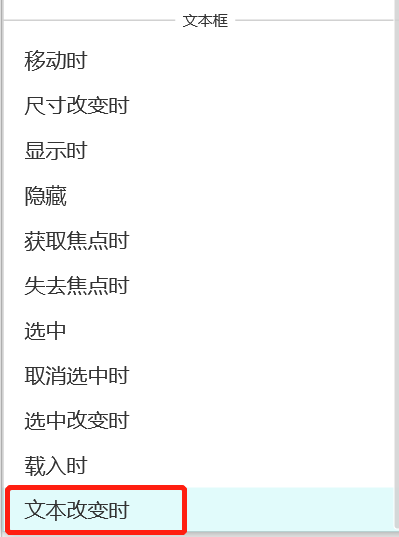 文本框
移动时
尺寸改变时
显示时
隐藏
获取焦点时
失去焦点时
选中
取消选中时
选中改变时
载入时
文本改变时